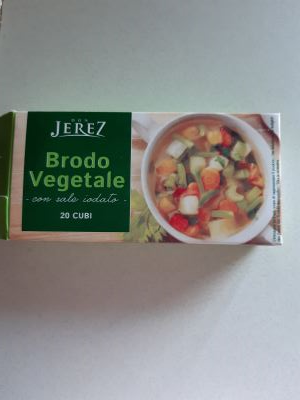 DON
JEREZ
Brodo
Vegetale
- con sale iodato -
20 CUBI